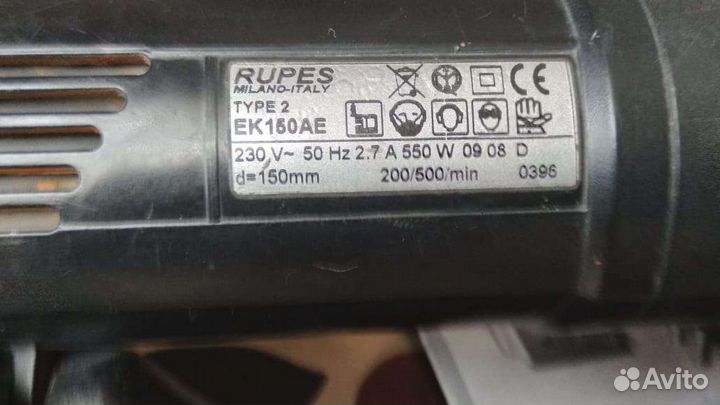 RUPES
MILANO-ITALY
TYPE 2
EK150AE
CE
230 V~ 50 Hz 2.7 A 550 W 09 08 D
d=150mm 200/500/min 0396
Avito